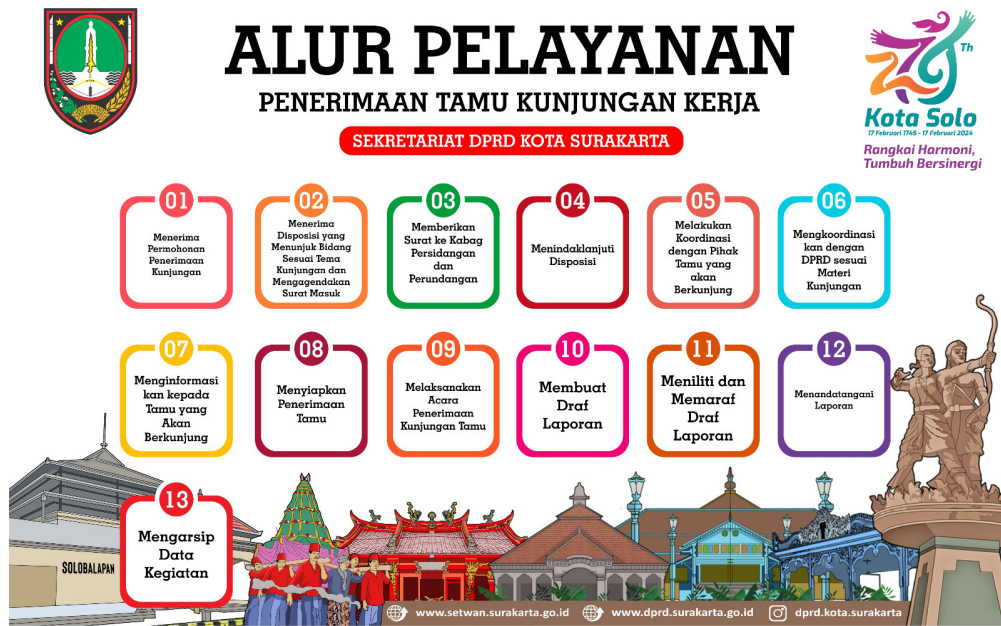 ALUR PELAYANAN
PENERIMAAN TAMU KUNJUNGAN KERJA
SEKRETARIAT DPRD KOTA SURAKARTA
279 Th
Kota Solo
17 Februari 1745 - 17 Februari 2024
Rangkai Harmoni,
Tumbuh Bersinergi
01
Menerima
Permohonan
Penerimaan
Kunjungan
02
Menerima
Disposisi yang
Menunjuk Bidang
Sesuai Tema
Kunjungan dan
Mengagendakan
Surat Masuk
03
Memberikan
Surat ke Kabag
Persidangan
dan
Perundangan
04
Menindaklanjuti
Disposisi
05
Melakukan
Koordinasi
dengan Pihak
Tamu yang
akan
Berkunjung
06
Mengkoordinasi
kan dengan
DPRD sesuai
Materi
Kunjungan
07
Menginformasi
kan kepada
Tamu yang
Akan
Berkunjung
08
Menyiapkan
Penerimaan
Tamu
09
Melaksanakan
Acara
Penerimaan
Kunjungan Tamu
10
Membuat
Draf
Laporan
11
Meniliti dan
Memaraf
Draf
Laporan
12
Menandatangani
Laporan
13
Mengarsip
Data
Kegiatan
SOLOBALAPAN
www.setwan.surakarta.go.id
www.dprd.surakarta.go.id
dprd.kota.surakarta